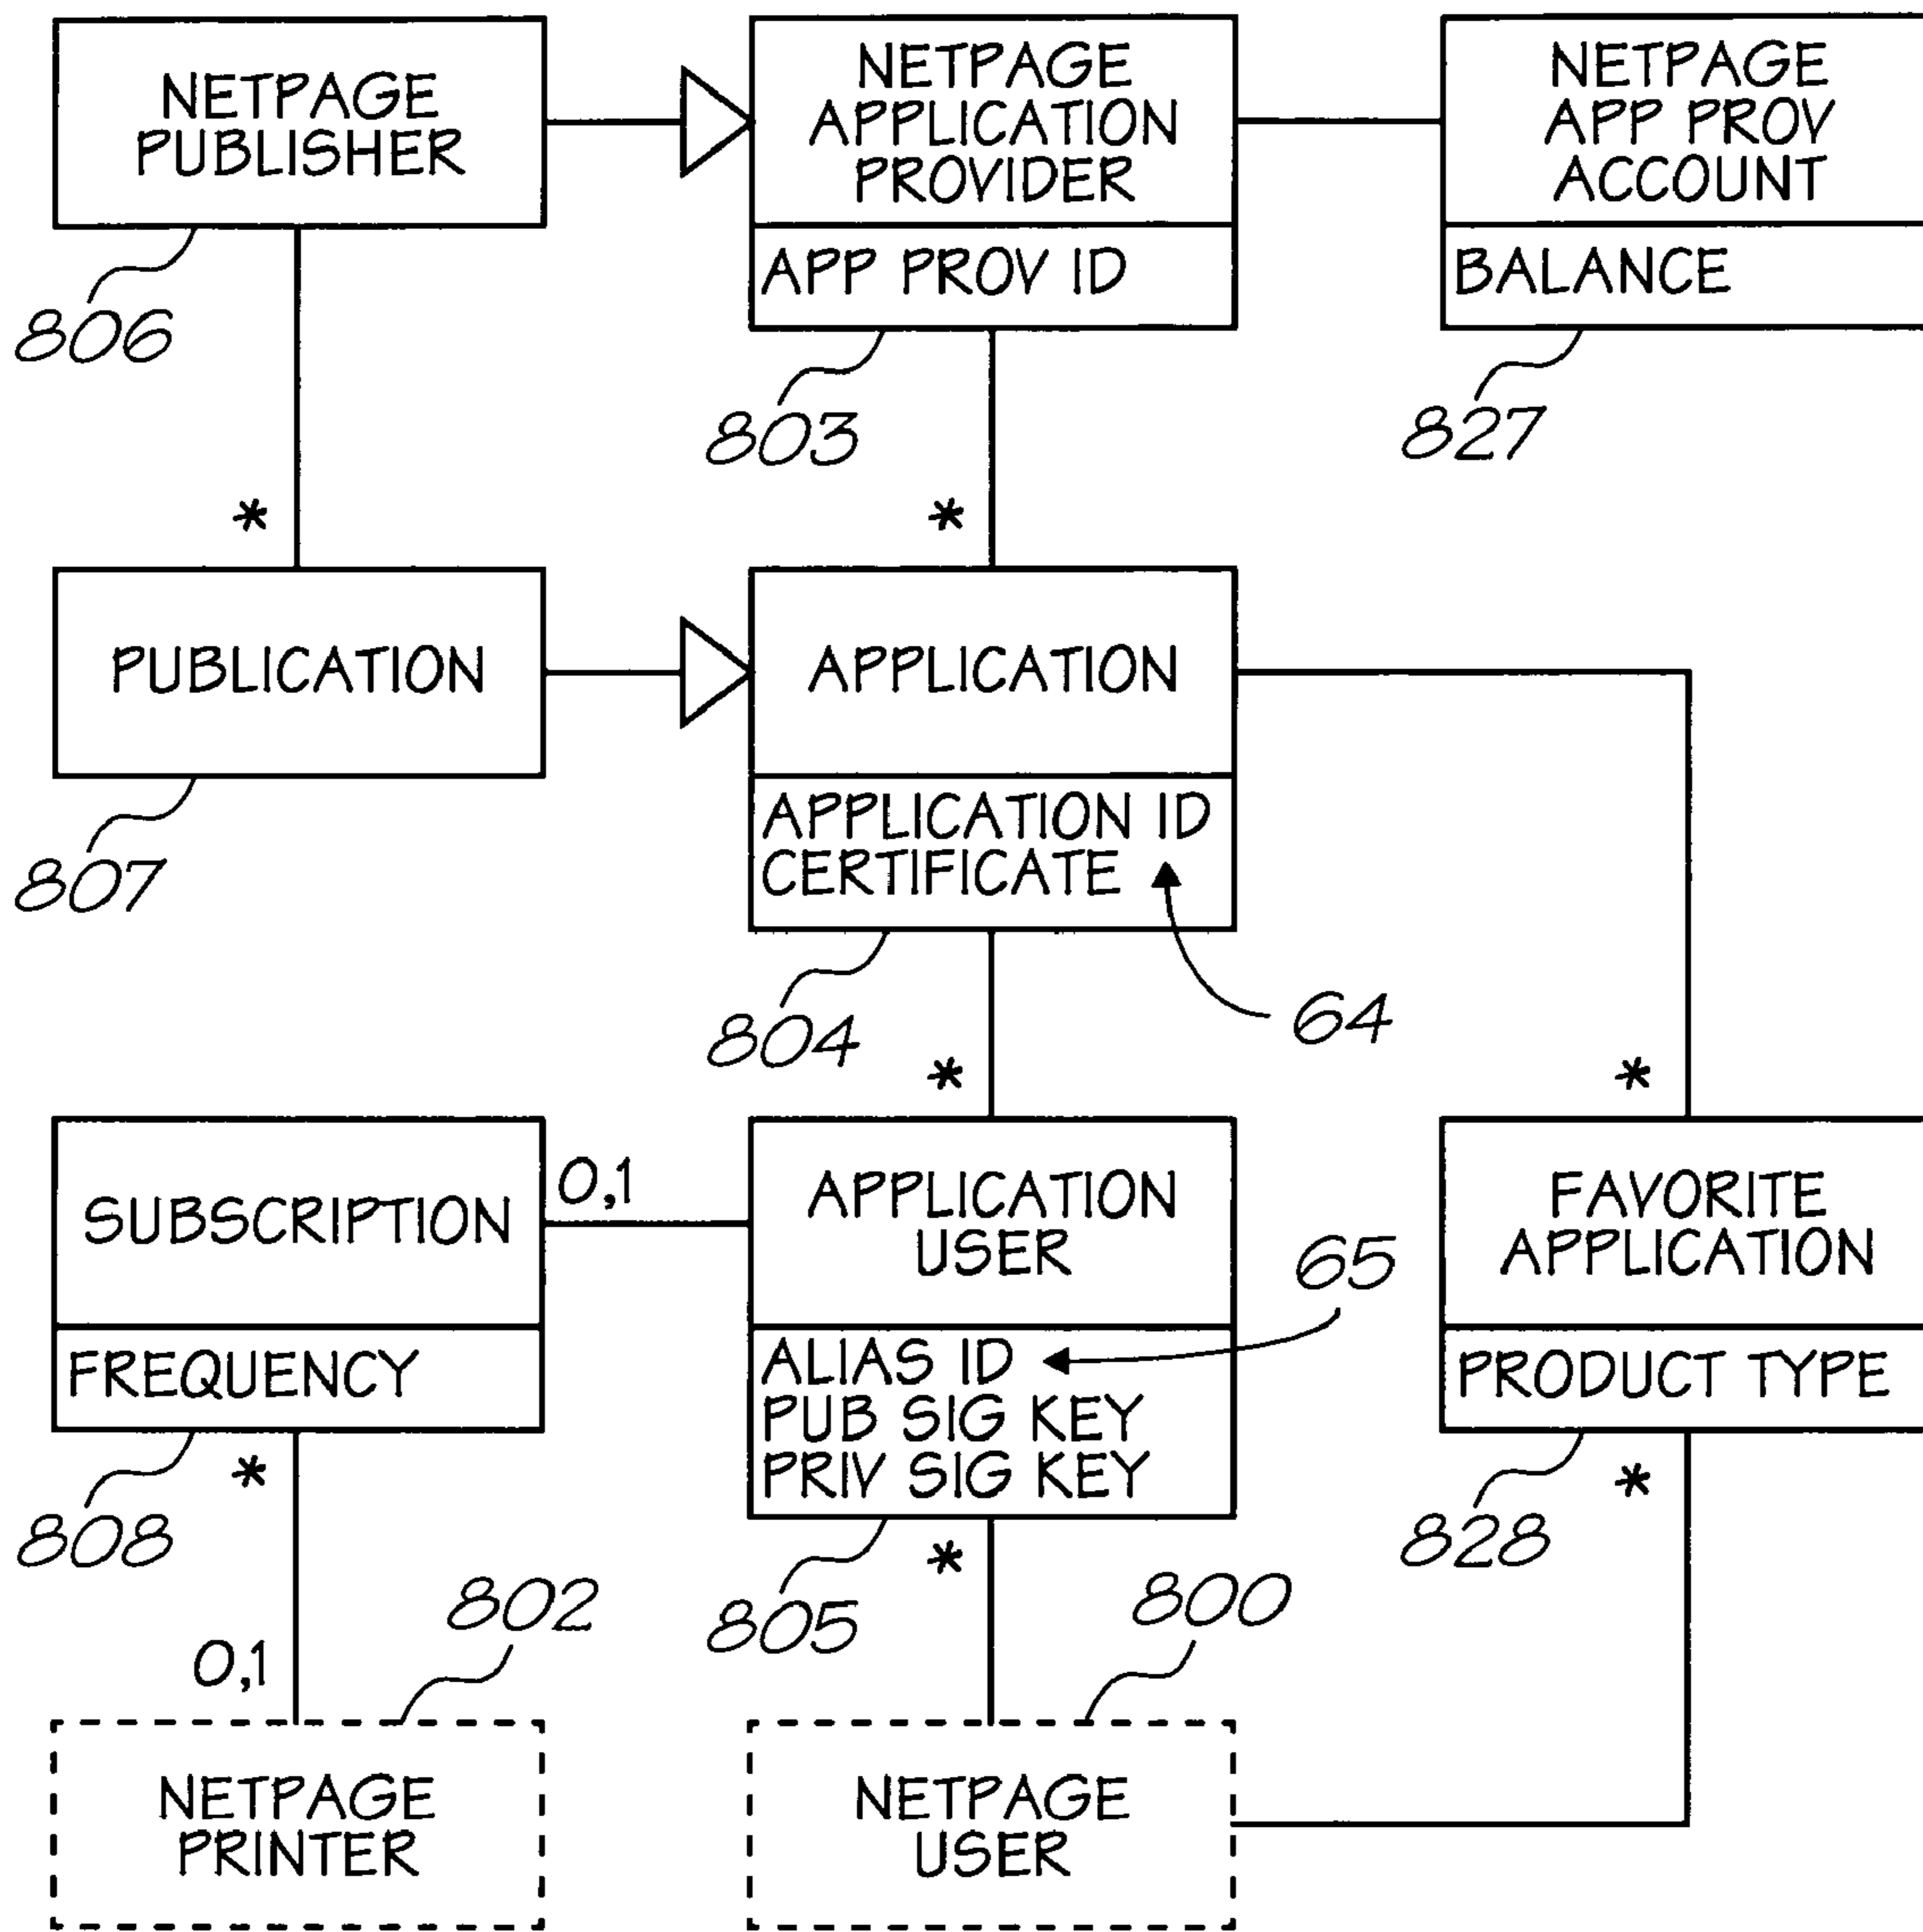 NETPAGE
PUBLISHER
NETPAGE
APPLICATION
PROVIDER
APP PROV ID
NETPAGE
APP PROV
ACCOUNT
BALANCE
806
803
827
*
*
PUBLICATION
APPLICATION
APPLICATION ID
CERTIFICATE
807
804
64
*
*
SUBSCRIPTION
FREQUENCY
0,1
APPLICATION
USER
ALIAS ID
PUB SIG KEY
PRIV SIG KEY
65
FAVORITE
APPLICATION
PRODUCT TYPE
808
*
805
*
828
*
802
800
0,1
NETPAGE
PRINTER
NETPAGE
USER